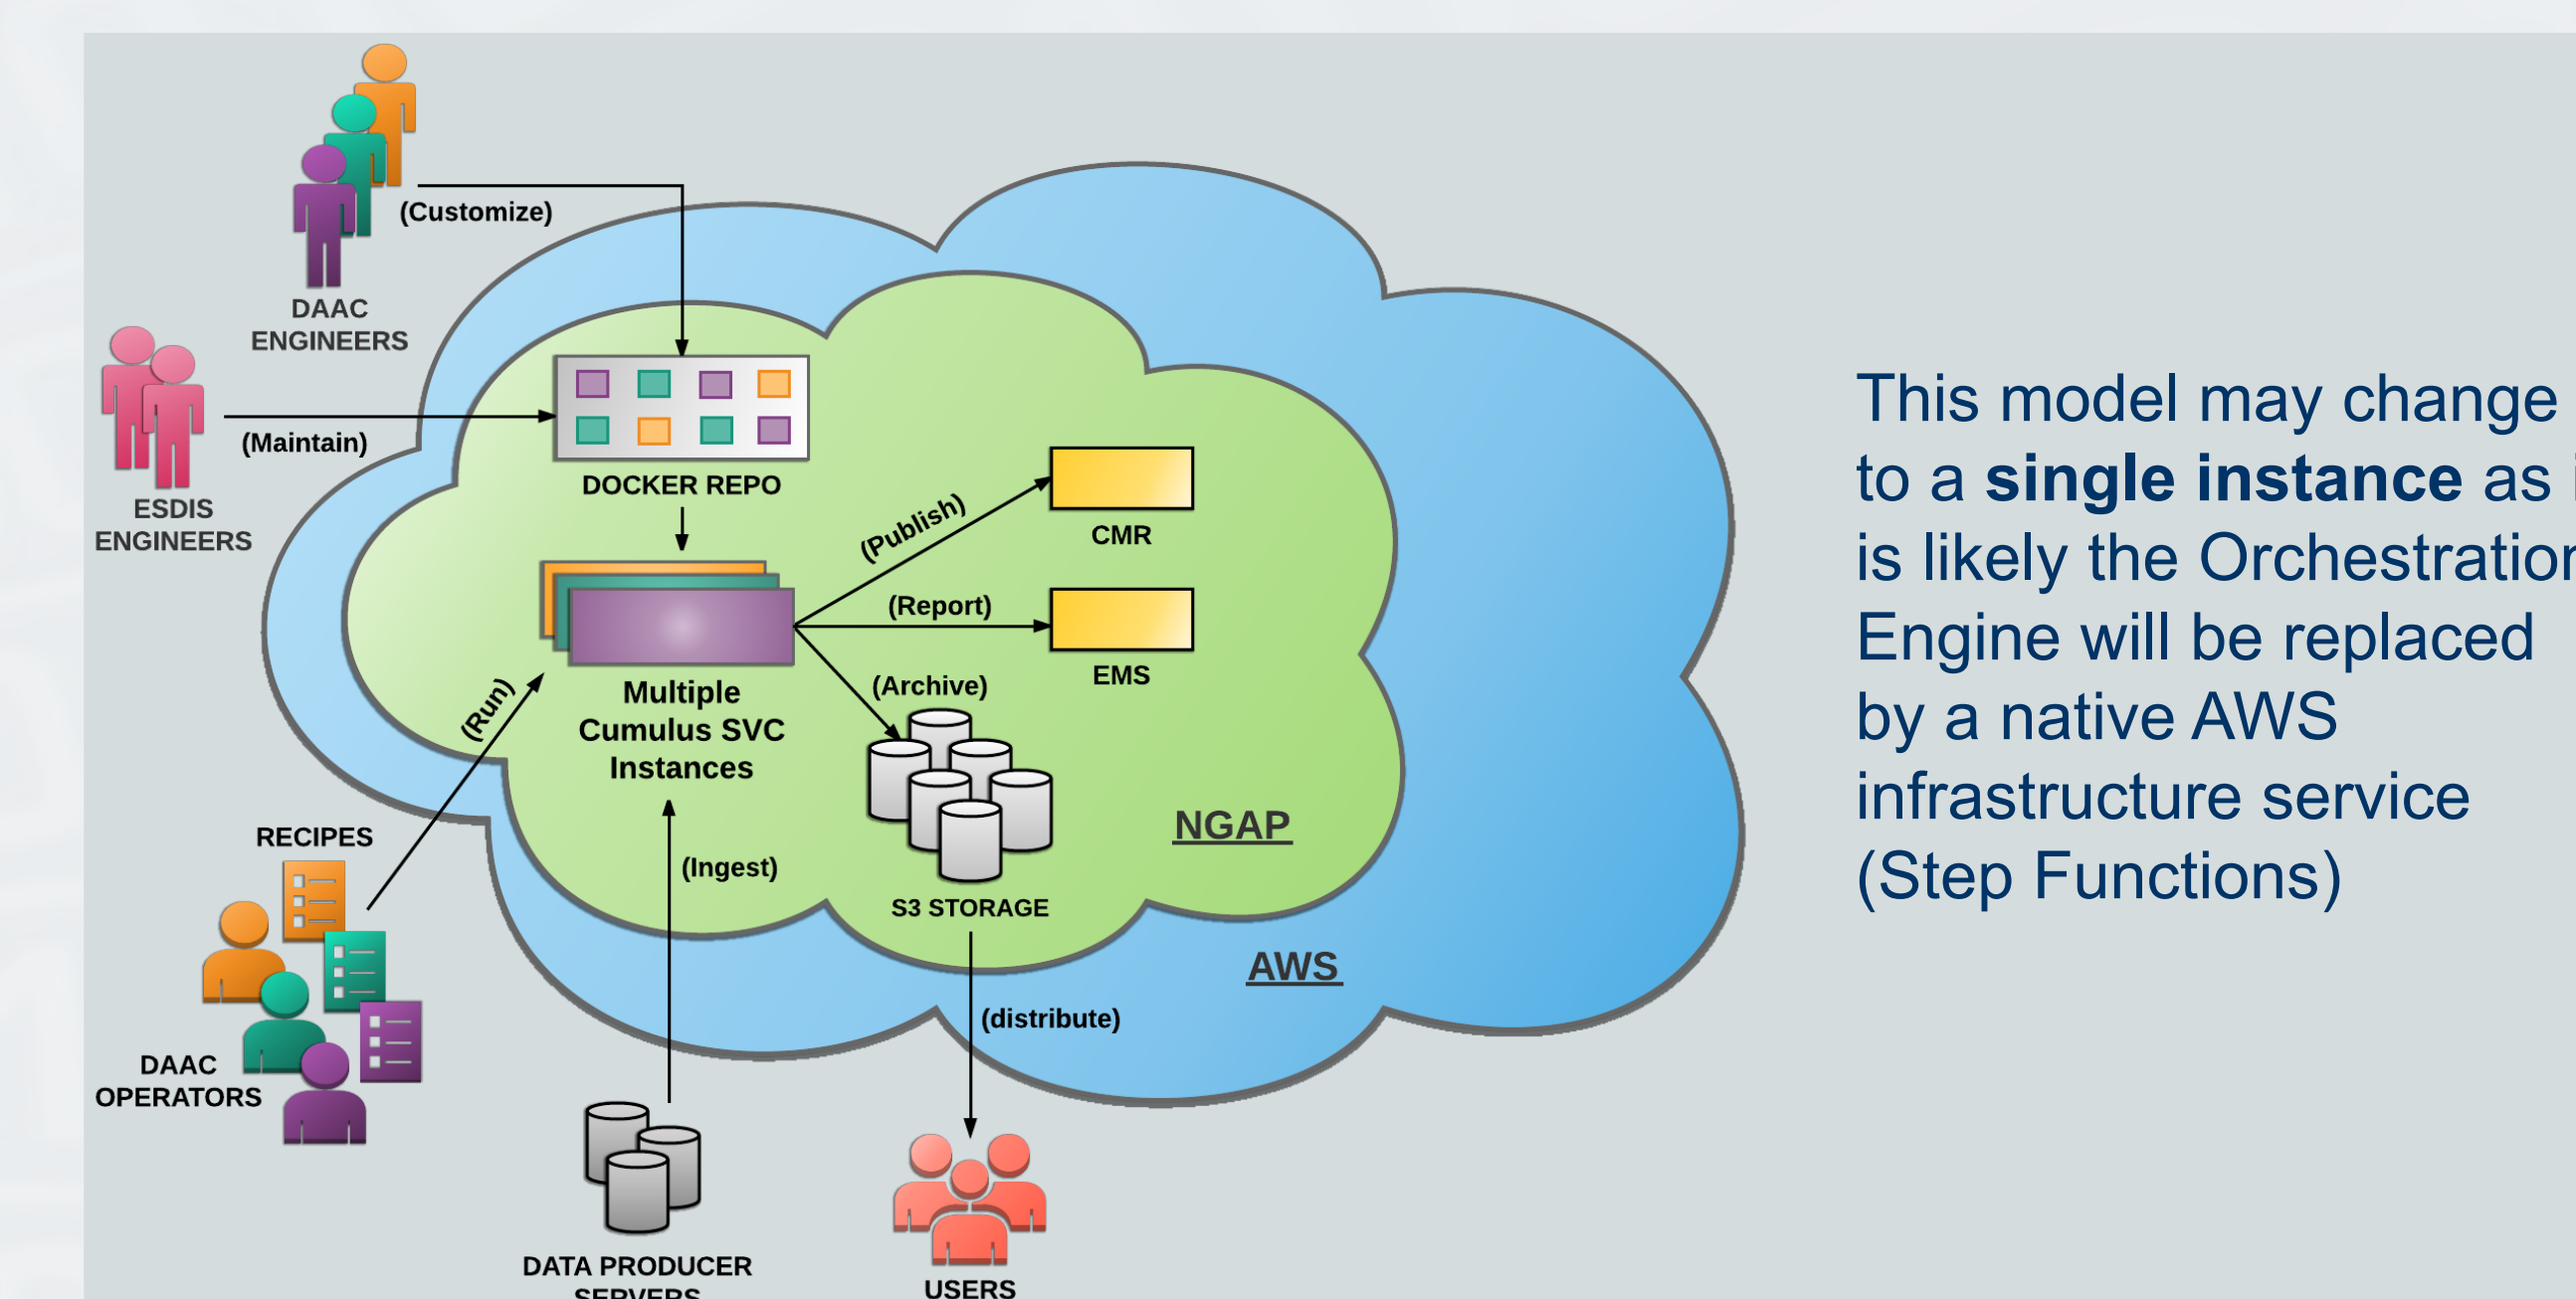 (Customize)
DAAC
ENGINEERS
(Maintain)
ESDIS
ENGINEERS
DOCKER REPO
(Publish)
CMR
(Report)
EMS
(Archive)
Multiple
Cumulus SVC
Instances
(Run)
(Ingest)
NGAP
S3 STORAGE
AWS
(distribute)
RECIPES
DAAC
OPERATORS
DATA PRODUCER
SERVERS
USERS
This model may change
to a single instance as
is likely the Orchestration
Engine will be replaced
by a native AWS
infrastructure service
(Step Functions)